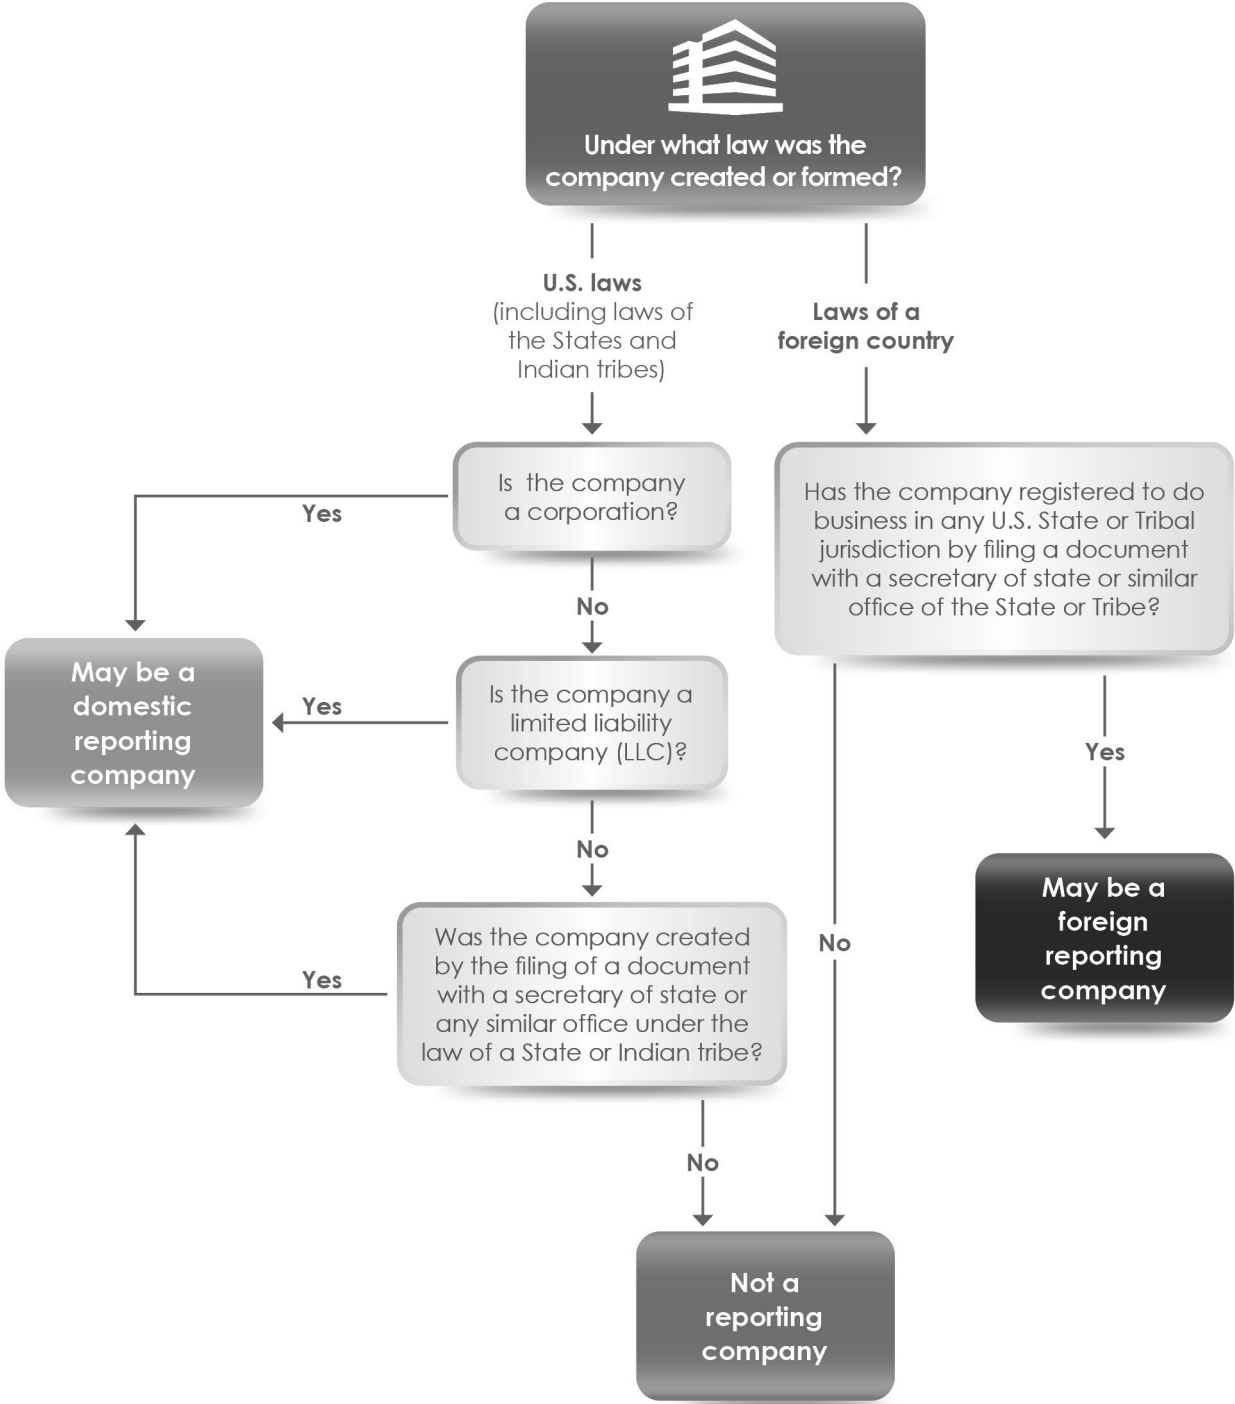 Under what law was the
company created or formed?
U.S. laws
(including laws of
the States and
Indian tribes)
Laws of a
foreign country
Is the company
a corporation?
Yes
No
Has the company registered to do
business in any U.S. State or Tribal
jurisdiction by filing a document
with a secretary of state or similar
office of the State or Tribe?
May be a
domestic
reporting
company
Yes
Is the company a
limited liability
company (LLC)?
No
Yes
May be a
foreign
reporting
company
Was the company created
by the filing of a document
with a secretary of state or
any similar office under the
law of a State or Indian tribe?
Yes
No
No
Not a
reporting
company